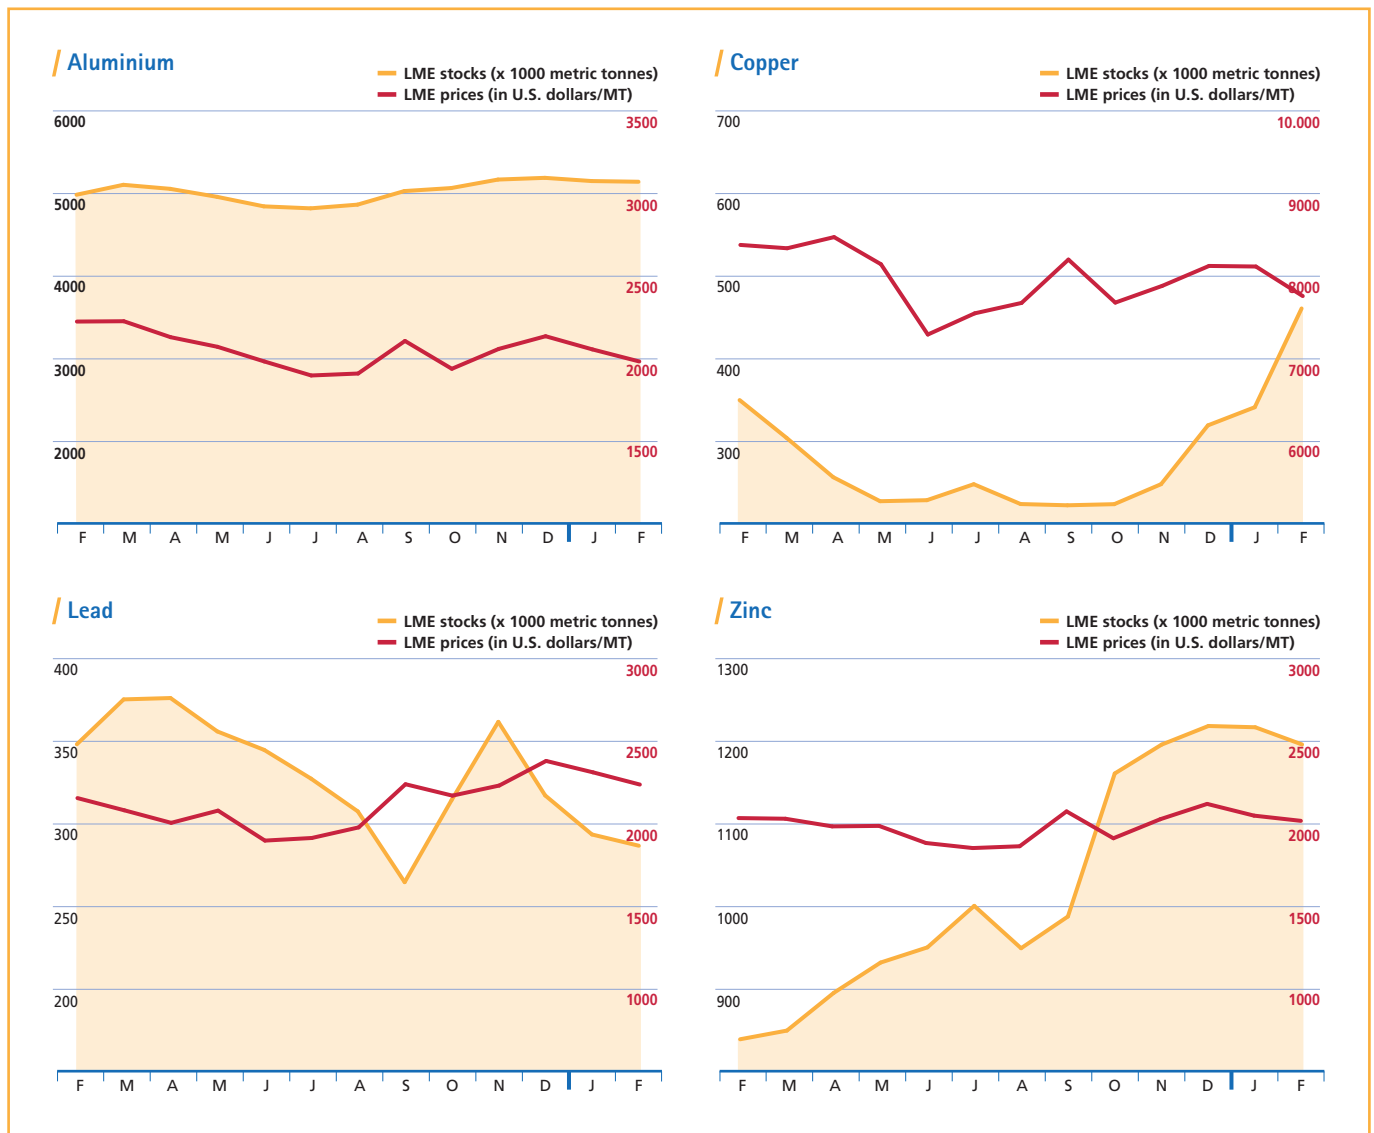 Aluminium
LME stocks (x 1000 metric tonnes)
LME prices (in U.S. dollars/MT)
6000 3500
5000 3000
4000 2500
3000 2000
2000 1500
F M A M J J A S O N D J F
Copper
LME stocks (x 1000 metric tonnes)
LME prices (in U.S. dollars/MT)
700 10.000
600 9000
500 8000
400 7000
300 6000
F M A M J J A S O N D J F
Lead
LME stocks (x 1000 metric tonnes)
LME prices (in U.S. dollars/MT)
400 3000
350 2500
300 2000
250 1500
200 1000
F M A M J J A S O N D J F
Zinc
LME stocks (x 1000 metric tonnes)
LME prices (in U.S. dollars/MT)
1300 3000
1200 2500
1100 2000
1000 1500
900 1000
F M A M J J A S O N D J F